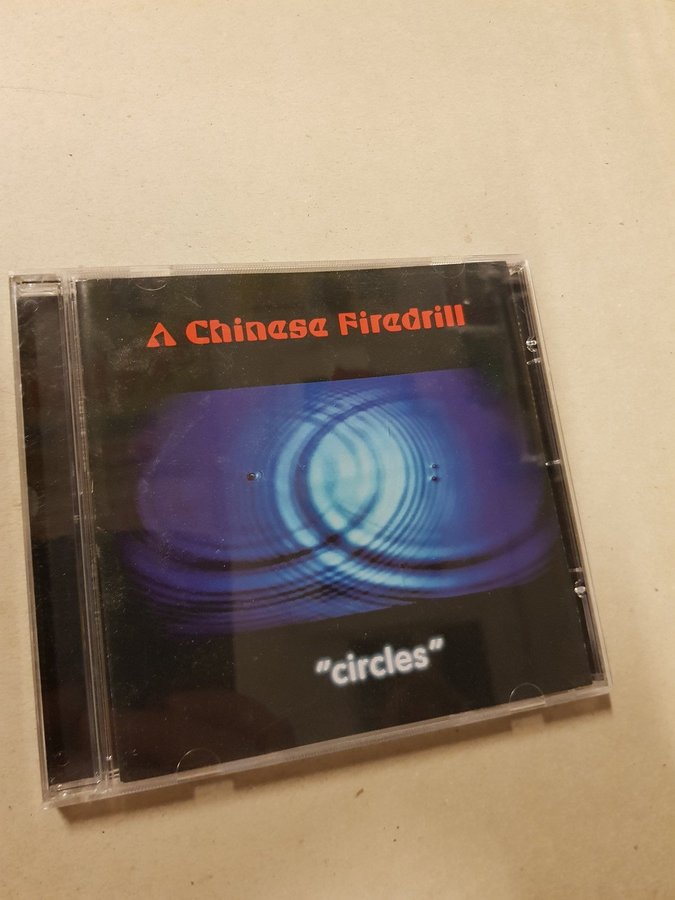 A Chinese Firedrill
"circles"